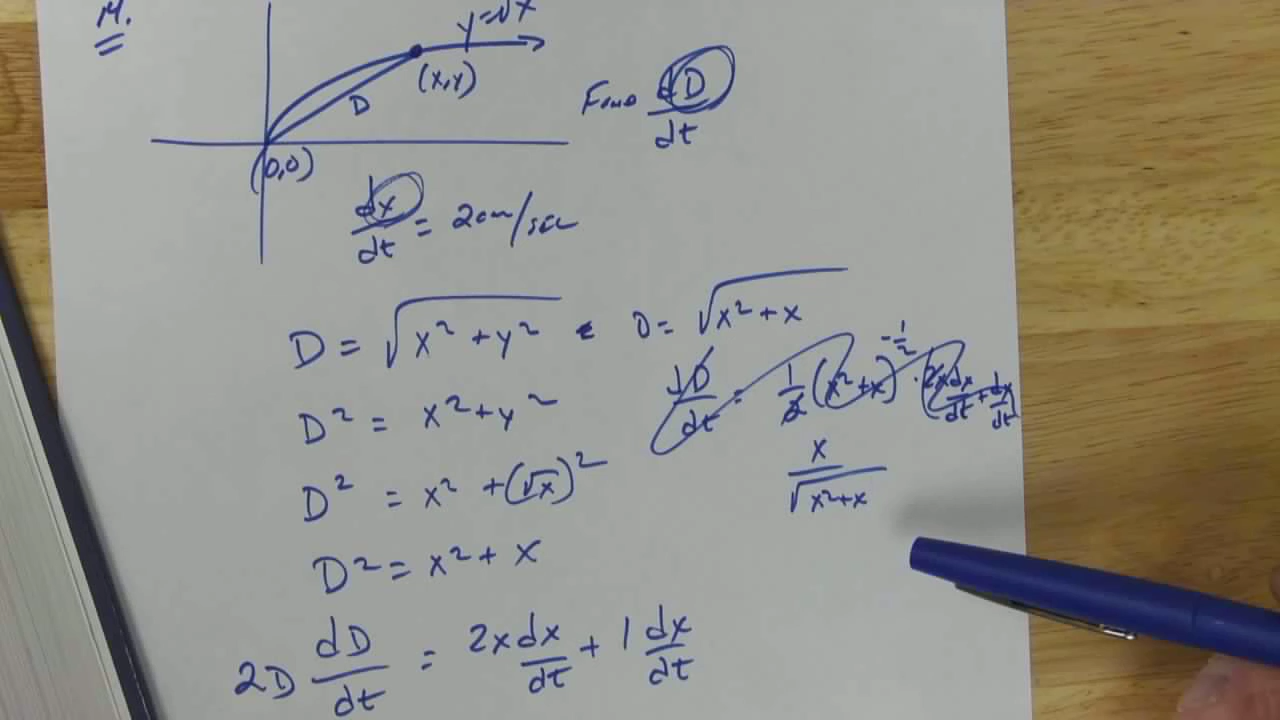 14.
y=√x
(x,y)
D
Find dD/dt
(0,0)
dx/dt = 2cm/sec
D = √(x² + y²)
D = √(x² + x)
D² = x² + y²
dD/dt = 1/2 (x² + x)^(-1/2) · (2x dx/dt + dx/dt)
D² = x² + (√x)²
x/√(x²+x)
D² = x² + x
2D dD/dt = 2x dx/dt + 1 dx/dt